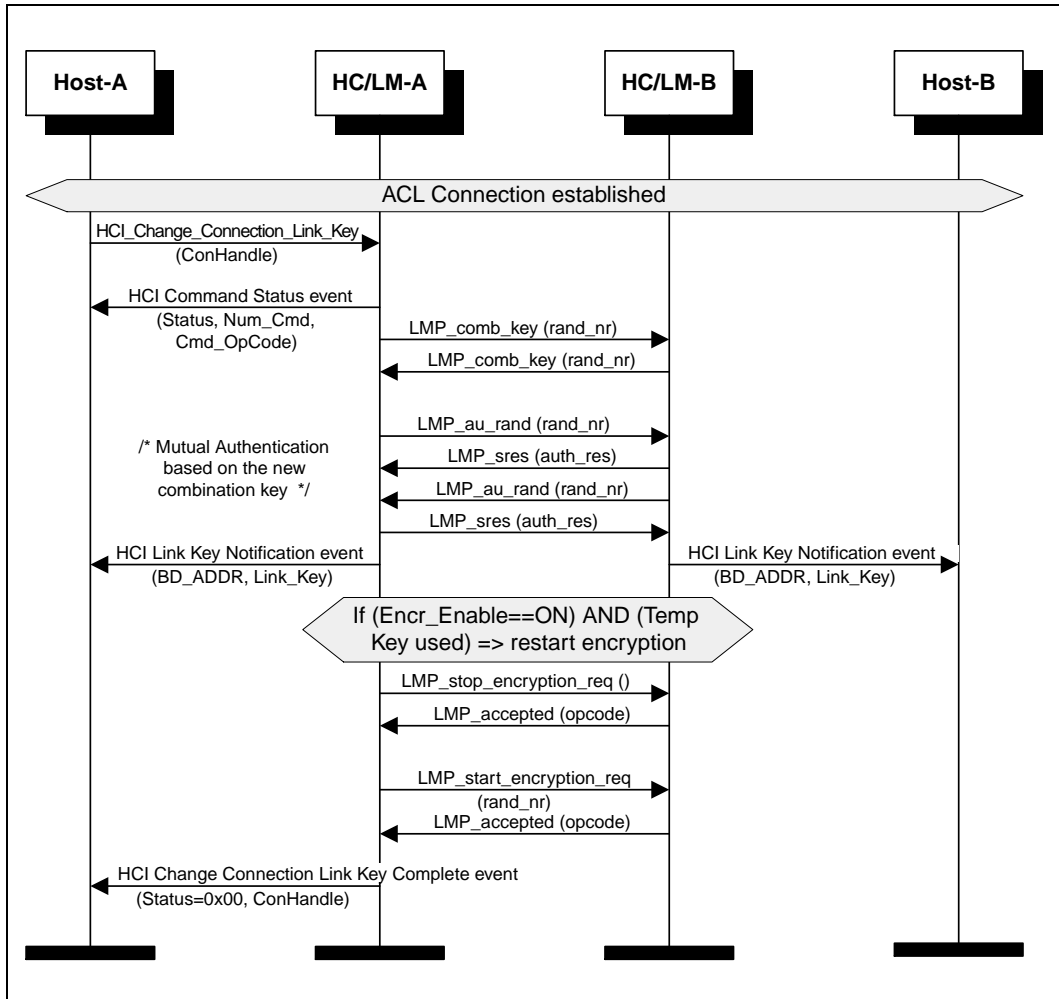 Host-A
HC/LM-A
HC/LM-B
Host-B
ACL Connection established
HCI_Change_Connection_Link_Key
(ConHandle)
HCI Command Status event
(Status, Num_Cmd,
Cmd_OpCode)
LMP_comb_key (rand_nr)
LMP_comb_key (rand_nr)
LMP_au_rand (rand_nr)
/* Mutual Authentication
based on the new
combination key */
LMP_sres (auth_res)
LMP_au_rand (rand_nr)
LMP_sres (auth_res)
HCI Link Key Notification event
(BD_ADDR, Link_Key)
HCI Link Key Notification event
(BD_ADDR, Link_Key)
If (Encr_Enable==ON) AND (Temp
Key used) => restart encryption
LMP_stop_encryption_req ()
LMP_accepted (opcode)
LMP_start_encryption_req
(rand_nr)
LMP_accepted (opcode)
HCI Change Connection Link Key Complete event
(Status=0x00, ConHandle)